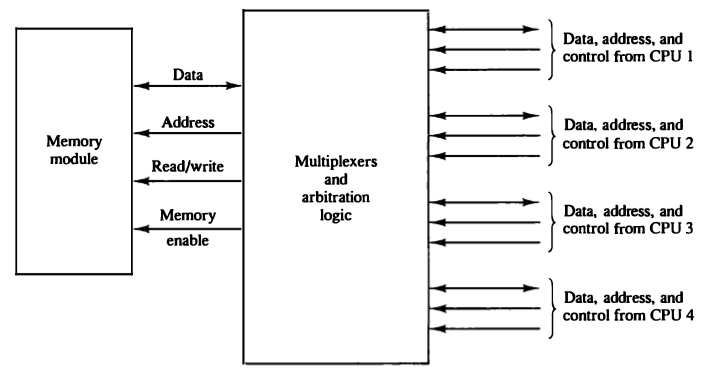 Memory
module
Data
Address
Read/write
Memory
enable
Multiplexers
and
arbitration
logic
Data, address, and
control from CPU 1
Data, address, and
control from CPU 2
Data, address, and
control from CPU 3
Data, address, and
control from CPU 4